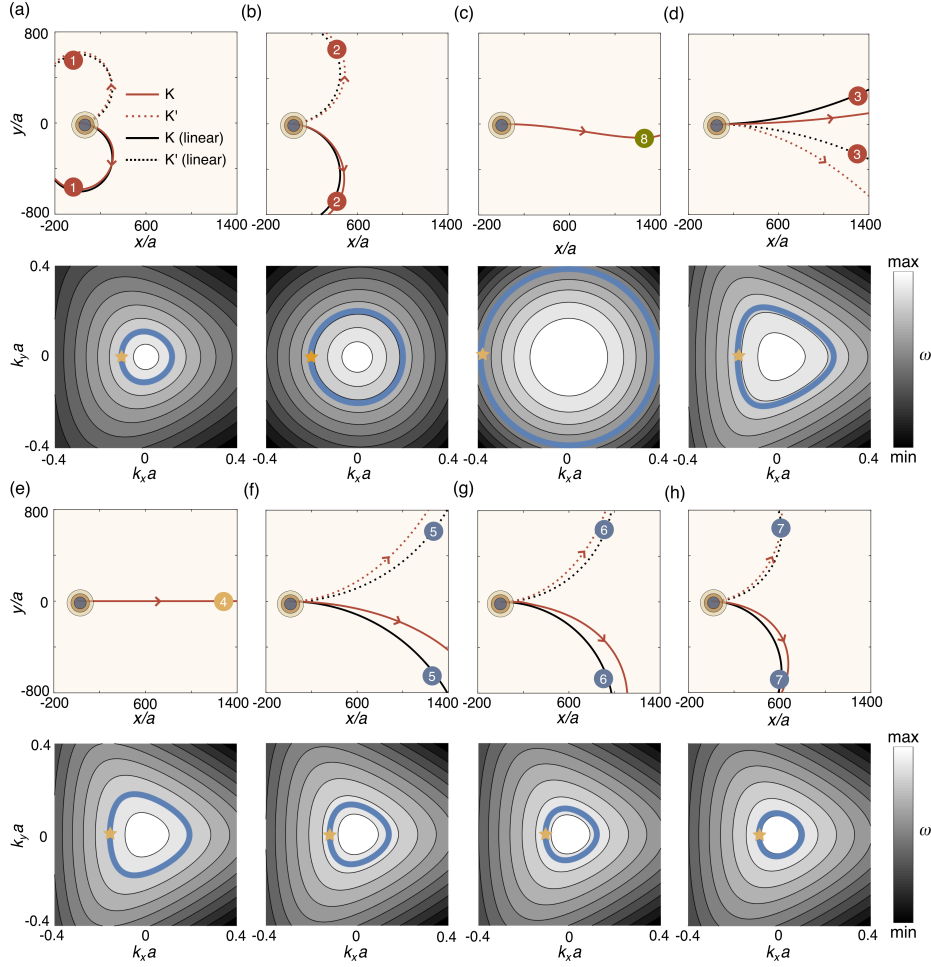 (a)
(b)
(c)
(d)
800
0
-800
y/a
1
1
K
K'
K (linear)
K' (linear)
2
2
8
3
3
-200
600
1400
x/a
-200
600
1400
x/a
-200
600
1400
x/a
-200
600
1400
x/a
0.4
0
-0.4
kya
-0.4
0
0.4
kxa
-0.4
0
0.4
kxa
-0.4
0
0.4
kxa
-0.4
0
0.4
kxa
max
ω
min
(e)
(f)
(g)
(h)
800
0
-800
y/a
4
5
5
6
6
7
7
-200
600
1400
x/a
-200
600
1400
x/a
-200
600
1400
x/a
-200
600
1400
x/a
0.4
0
-0.4
kya
-0.4
0
0.4
kxa
-0.4
0
0.4
kxa
-0.4
0
0.4
kxa
-0.4
0
0.4
kxa
max
ω
min